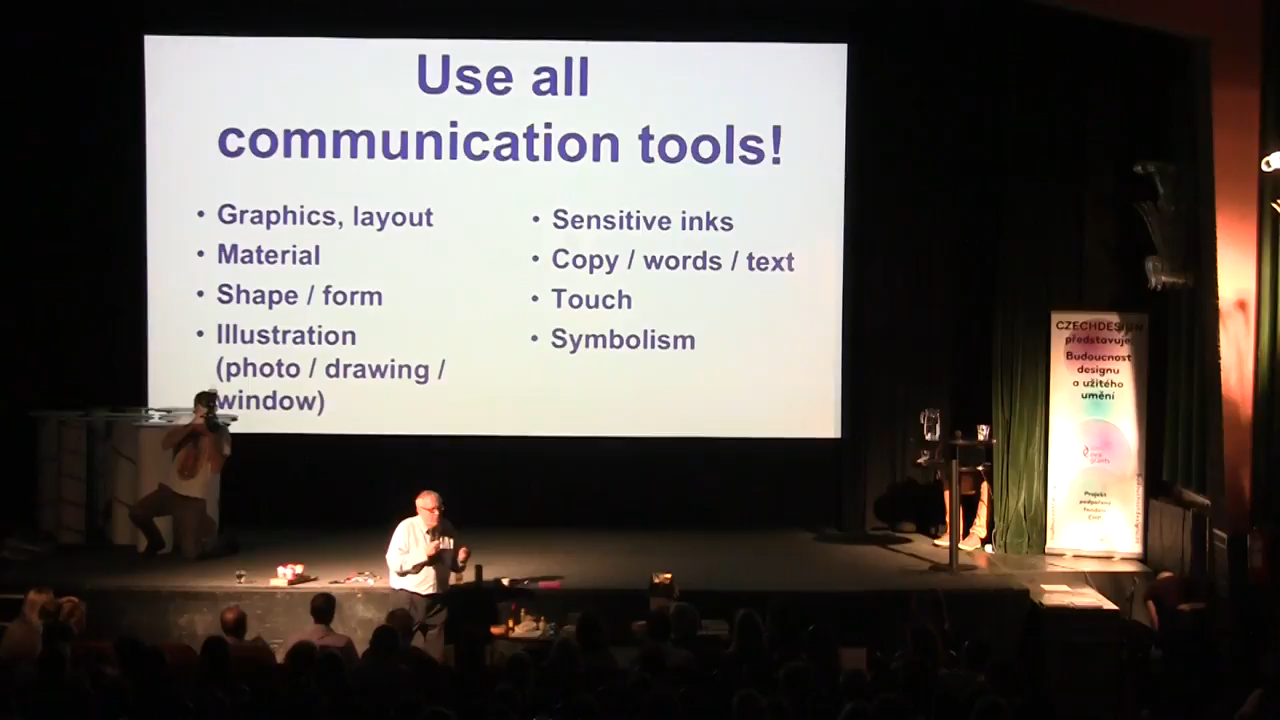 Use all
communication tools!
• Graphics, layout
• Material
• Shape / form
• Illustration
(photo / drawing /
window)
• Sensitive inks
• Copy / words / text
• Touch
• Symbolism
CZECHDESIGN
představuje
Budoucnost
designu
a užitého
umění
Projekt